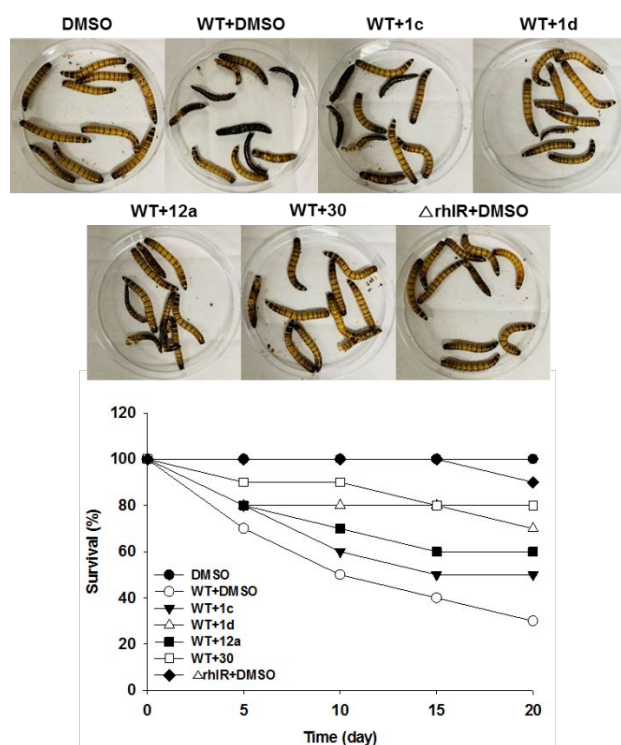 DMSO WT+DMSO WT+1c WT+1d
WT+12a WT+30 △rhlR+DMSO
120
100
80
60
40
20
0
Survival (%)
DMSO
WT+DMSO
WT+1c
WT+1d
WT+12a
WT+30
△rhlR+DMSO
0 5 10 15 20
Time (day)